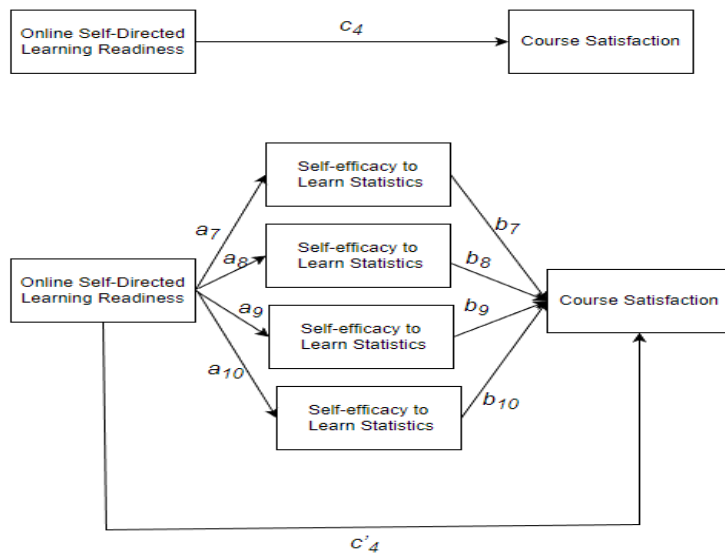 Online Self-Directed
Learning Readiness
c4
Course Satisfaction
Self-efficacy to
Learn Statistics
a7
b7
Self-efficacy to
Learn Statistics
a8
b8
Online Self-Directed
Learning Readiness
Course Satisfaction
a9
b9
Self-efficacy to
Learn Statistics
a10
b10
Self-efficacy to
Learn Statistics
c'4